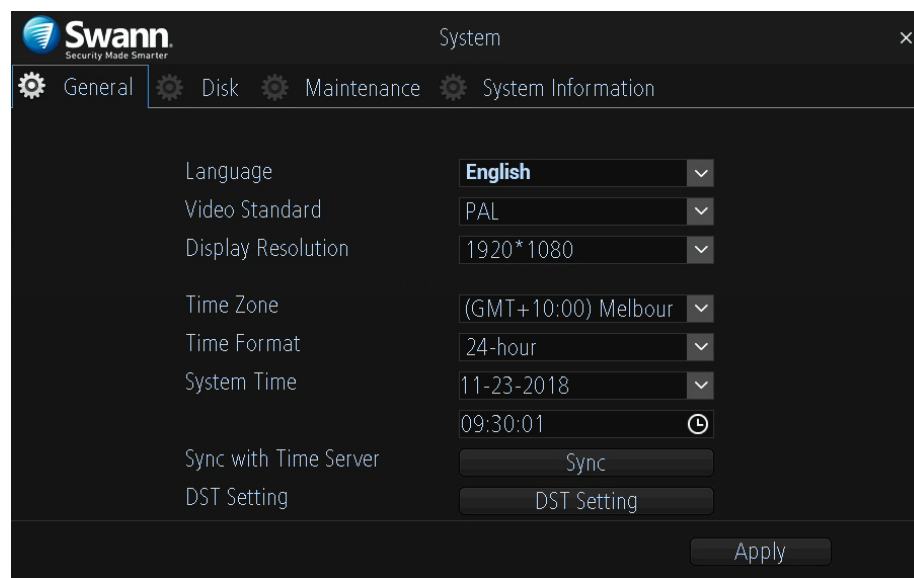 Swann.
Security Made Smarter
System
×
General Disk Maintenance System Information
Language English
Video Standard PAL
Display Resolution 1920*1080
Time Zone (GMT+10:00) Melbour
Time Format 24-hour
System Time 11-23-2018
09:30:01
Sync with Time Server Sync
DST Setting DST Setting
Apply